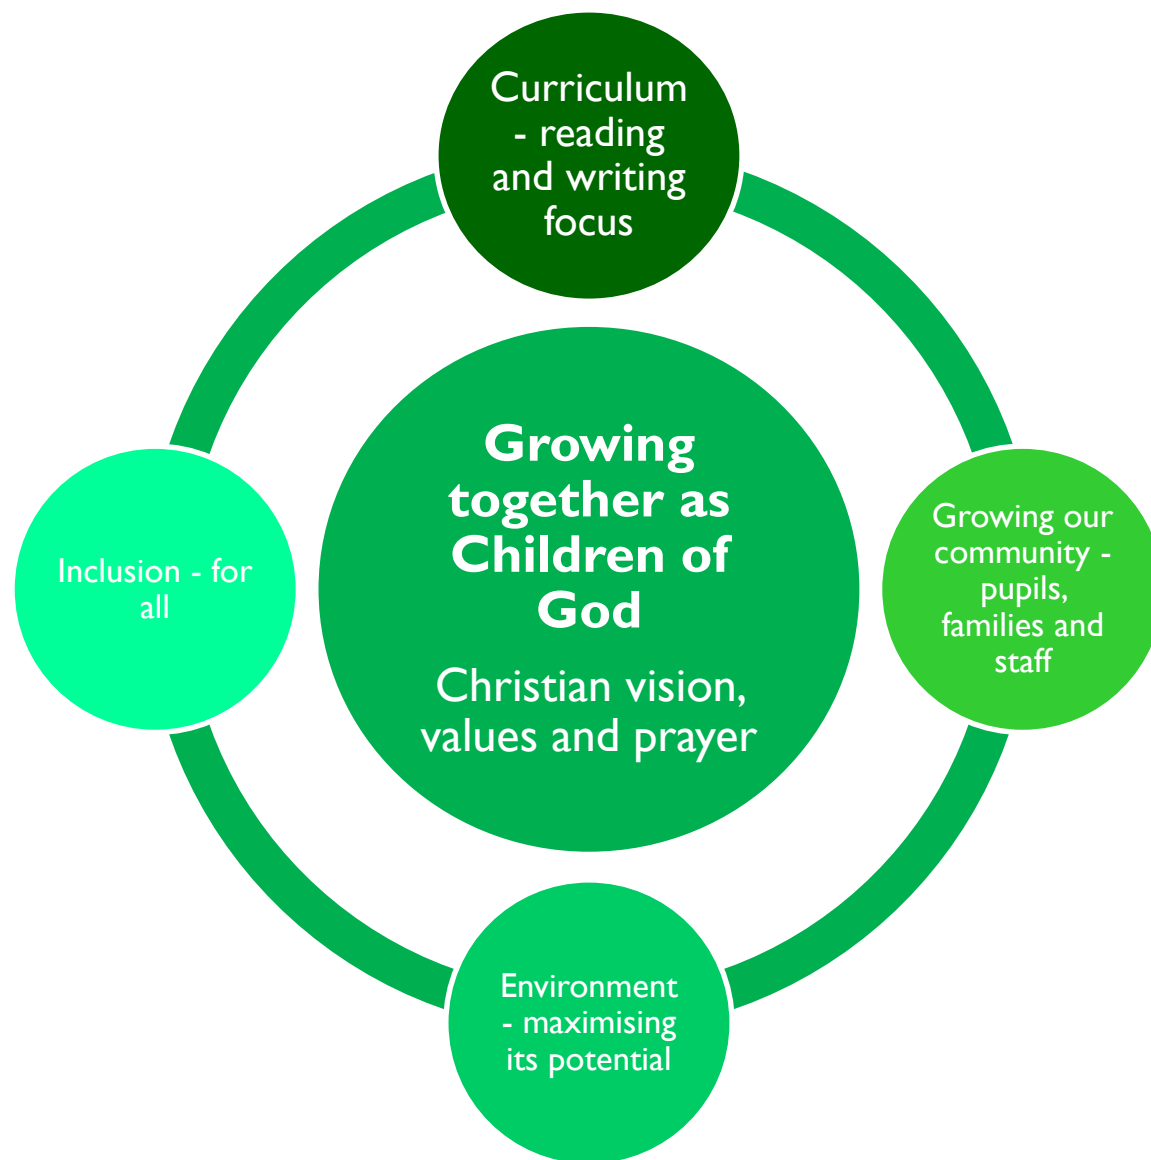 Curriculum
- reading
and writing
focus
Growing
together as
Children of
God
Christian vision,
values and prayer
Growing our
community -
pupils,
families and
staff
Environment
- maximising
its potential
Inclusion - for
all